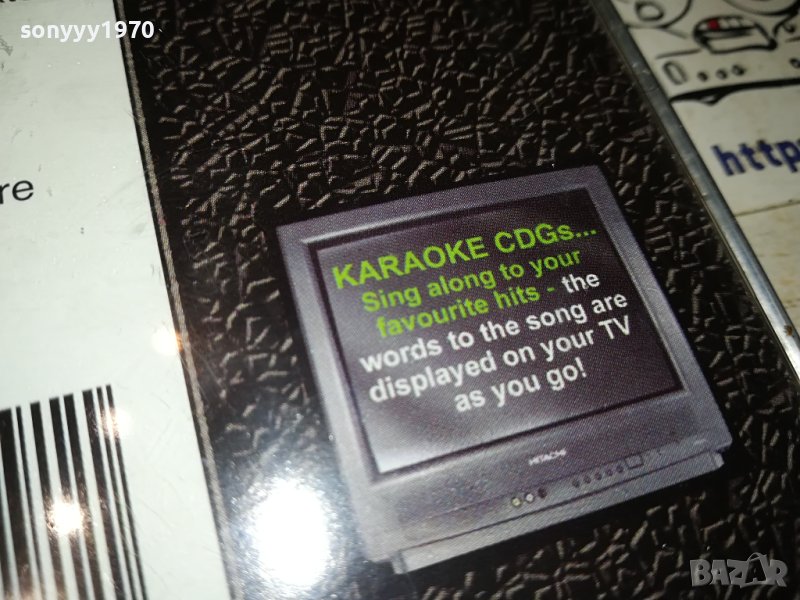 sonyyy1970
re
http
KARAOKE CDGs...
Sing along to your
favourite hits - the
words to the song are
displayed on your TV
as you go!
HITACHI
BAZAR